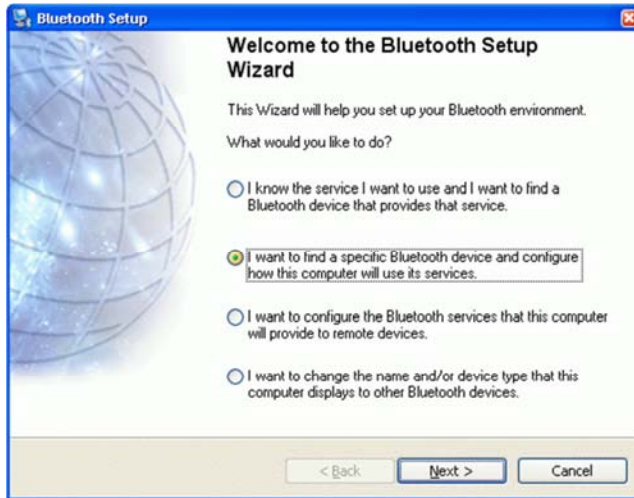 Bluetooth Setup
Welcome to the Bluetooth Setup
Wizard
This Wizard will help you set up your Bluetooth environment.
What would you like to do?
I know the service I want to use and I want to find a
Bluetooth device that provides that service.
I want to find a specific Bluetooth device and configure
how this computer will use its services.
I want to configure the Bluetooth services that this computer
will provide to remote devices.
I want to change the name and/or device type that this
computer displays to other Bluetooth devices.
< Back
Next >
Cancel